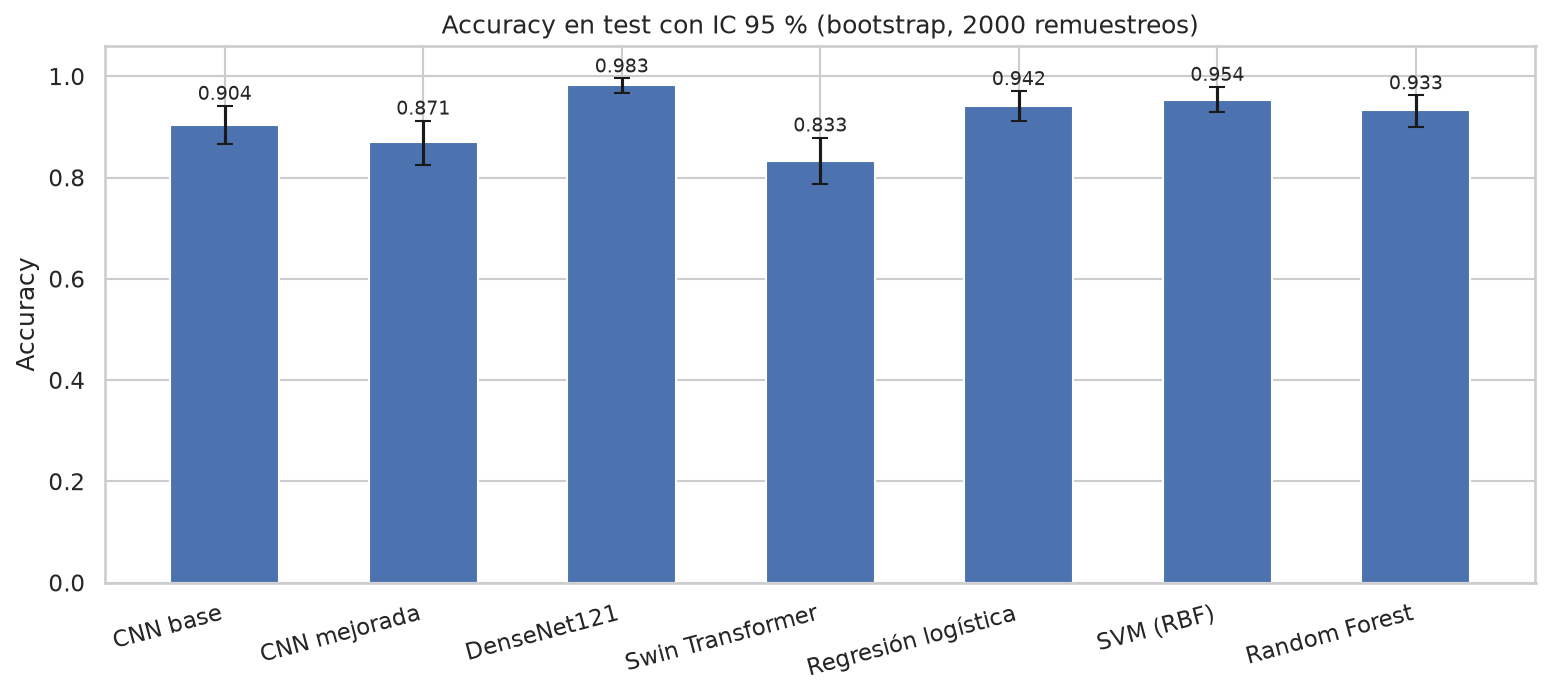 Accuracy en test con IC 95 % (bootstrap, 2000 remuestreos)
Accuracy
1.0
0.8
0.6
0.4
0.2
0.0
0.904
0.871
0.983
0.833
0.942
0.954
0.933
CNN base
CNN mejorada
DenseNet121
Swin Transformer
Regresión logística
SVM (RBF)
Random Forest